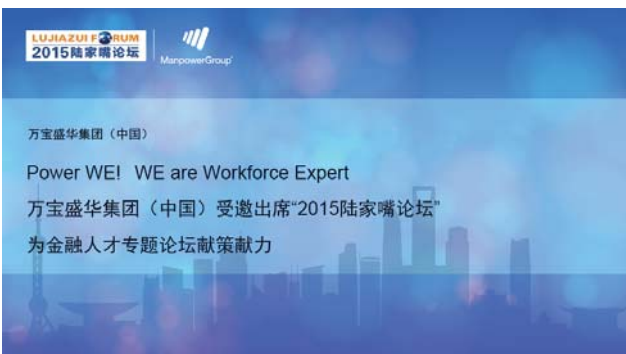 LUJIAZUI FORUM
2015陆家嘴论坛
ManpowerGroup
万宝盛华集团（中国）
Power WE! WE are Workforce Expert
万宝盛华集团（中国）受邀出席“2015陆家嘴论坛”
为金融人才专题论坛献策献力